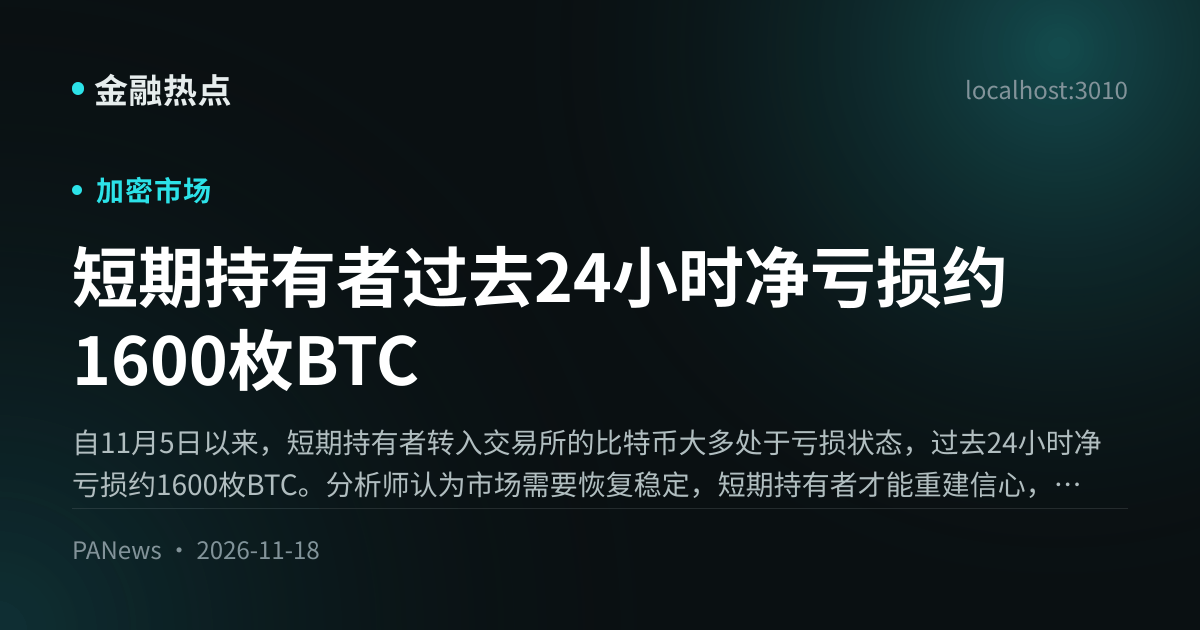 金融热点
localhost:3010
加密市场
短期持有者过去24小时净亏损约
1600枚BTC
自11月5日以来，短期持有者转入交易所的比特币大多处于亏损状态，过去24小时净
亏损约1600枚BTC。分析师认为市场需要恢复稳定，短期持有者才能重建信心，…
PANews • 2026-11-18